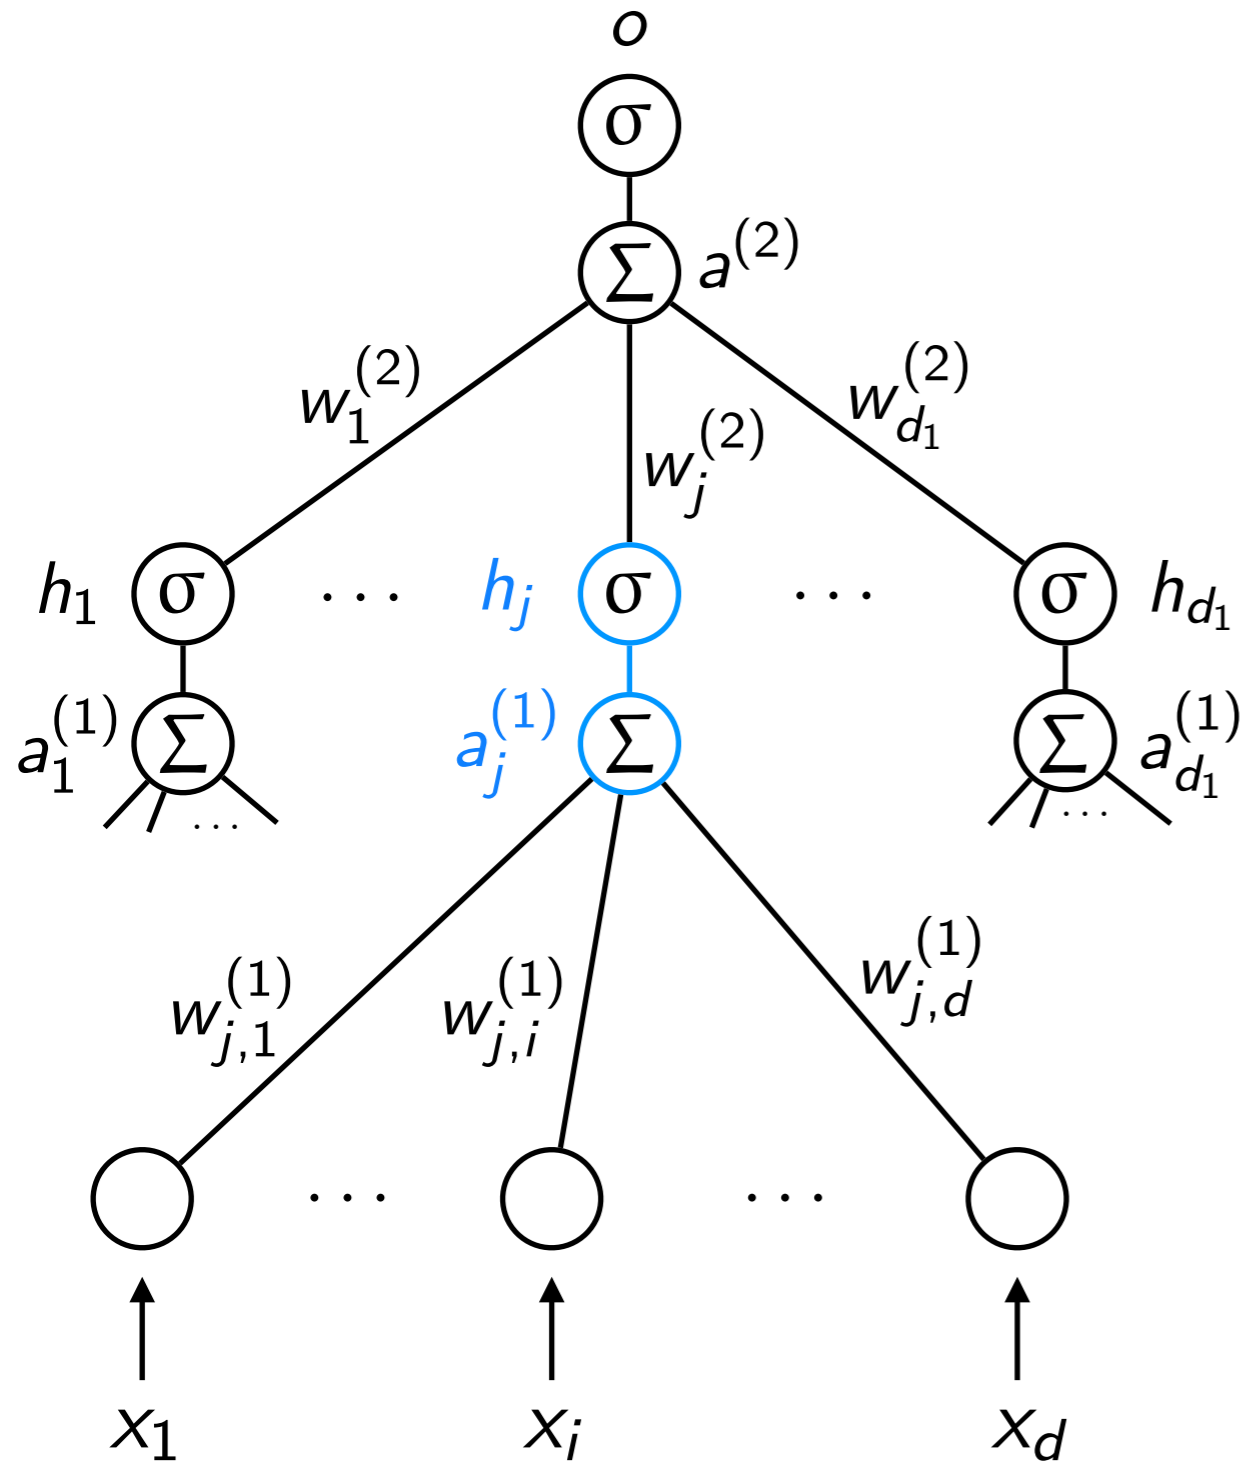 o
σ
Σ a^(2)
w_1^(2) w_j^(2) w_{d_1}^(2)
h_1 σ ... h_j σ ... σ h_{d_1}
a_1^(1) Σ a_j^(1) Σ Σ a_{d_1}^(1)
... ...
w_{j,1}^(1) w_{j,i}^(1) w_{j,d}^(1)
... ...
x_1 x_i x_d